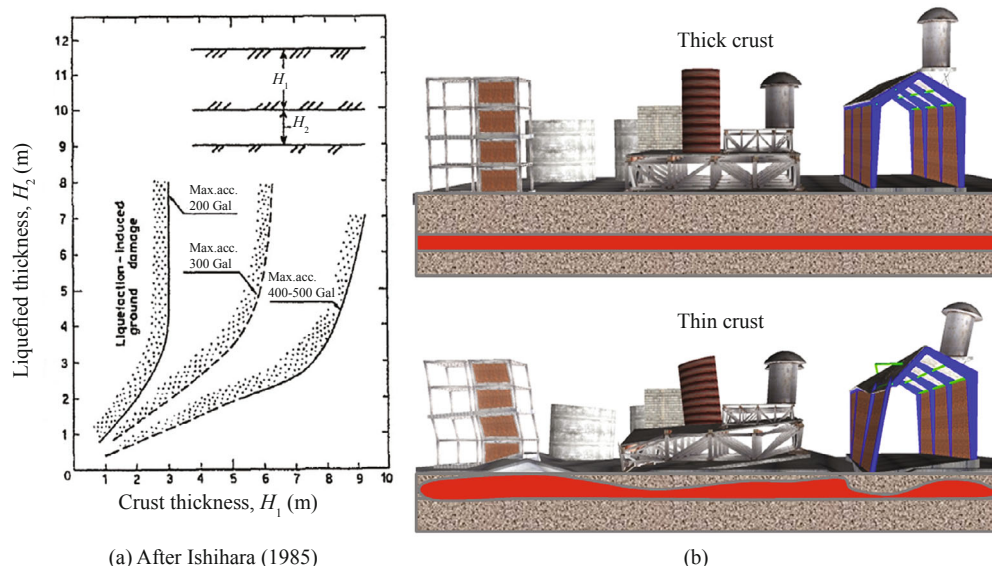 12
11
10
9
8
7
6
5
4
3
2
1
0
1
2
3
4
5
6
7
8
9
10
Liquefied thickness, H₂ (m)
Crust thickness, H₁ (m)
H₁
H₂
Max.acc.
200 Gal
Max.acc.
300 Gal
Max.acc.
400-500 Gal
Liquefaction-induced
ground damage
(a) After Ishihara (1985)
Thick crust
Thin crust
(b)